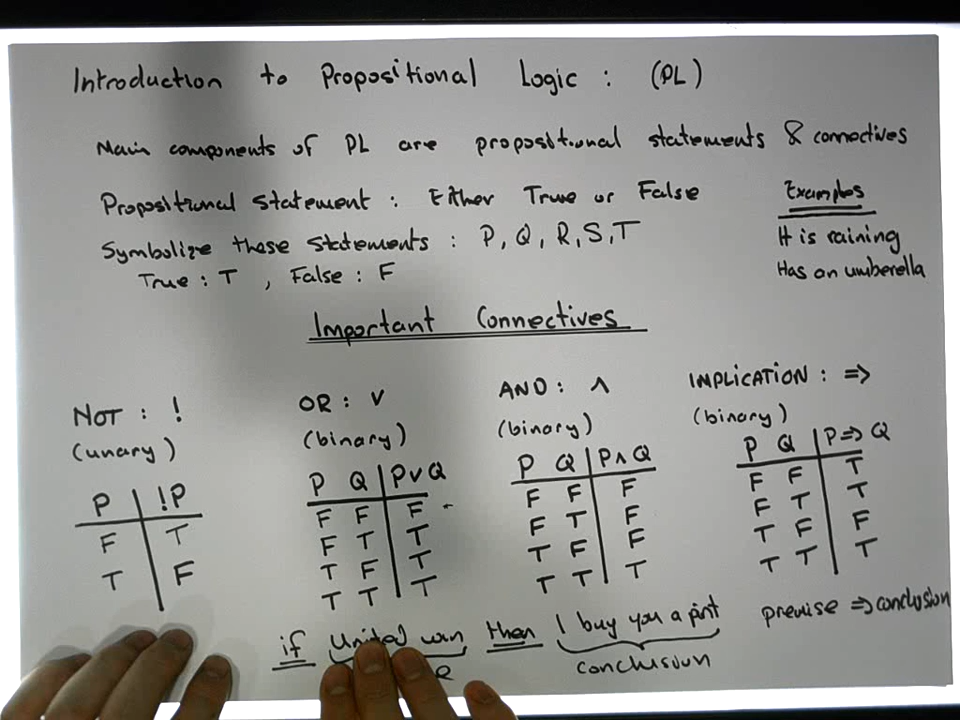 Introduction to Propositional Logic : (PL)
Main components of PL are propositional statements & connectives
Propositional Statement : Either True or False
Symbolize these statements : P, Q, R, S, T
True : T , False : F
Examples
It is raining
Has an umberella
Important Connectives
NOT : !
(unary)
P !P
F T
T F
OR : ∨
(binary)
P Q P∨Q
F F F
F T T
T F T
T T T
AND : ∧
(binary)
P Q P∧Q
F F F
F T F
T F F
T T T
IMPLICATION : =>
(binary)
P Q P=>Q
F F T
F T T
T F F
T T T
premise => conclusion
if United win then I buy you a pint
conclusion